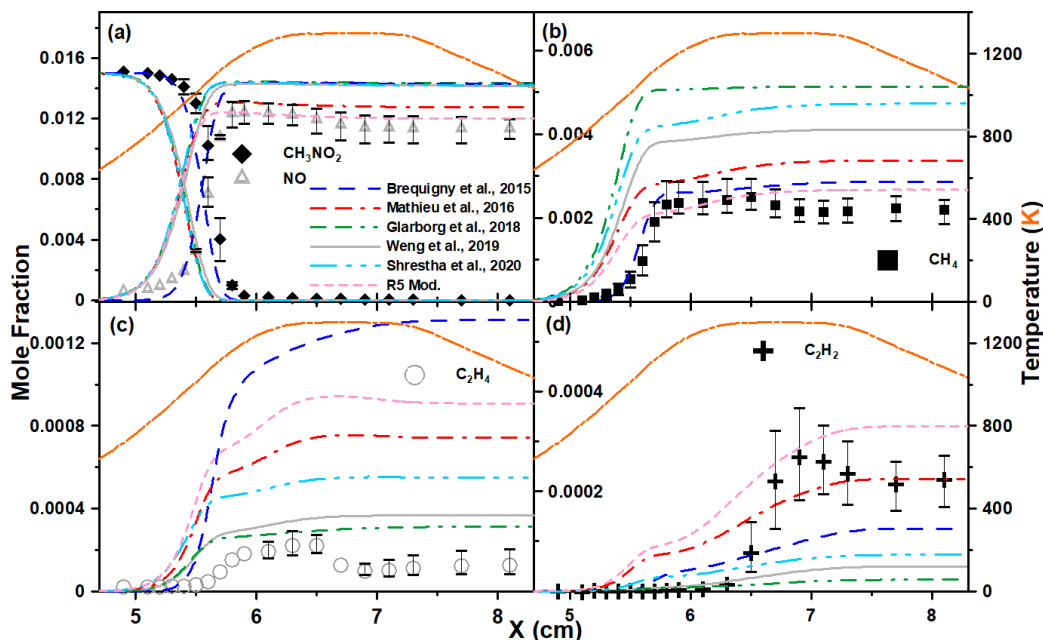 (a)
(b)
0.016
0.012
0.008
0.004
0
CH₃NO₂
NO
Brequigny et al., 2015
Mathieu et al., 2016
Glarborg et al., 2018
Weng et al., 2019
Shrestha et al., 2020
R5 Mod.
0.006
0.004
0.002
0.000
CH₄
1200
800
400
0
Mole Fraction
Temperature (K)
(c)
(d)
0.0012
0.0008
0.0004
0
C₂H₄
0.0004
0.0002
0.0000
C₂H₂
1200
800
400
0
5
6
7
8
5
6
7
8
X (cm)